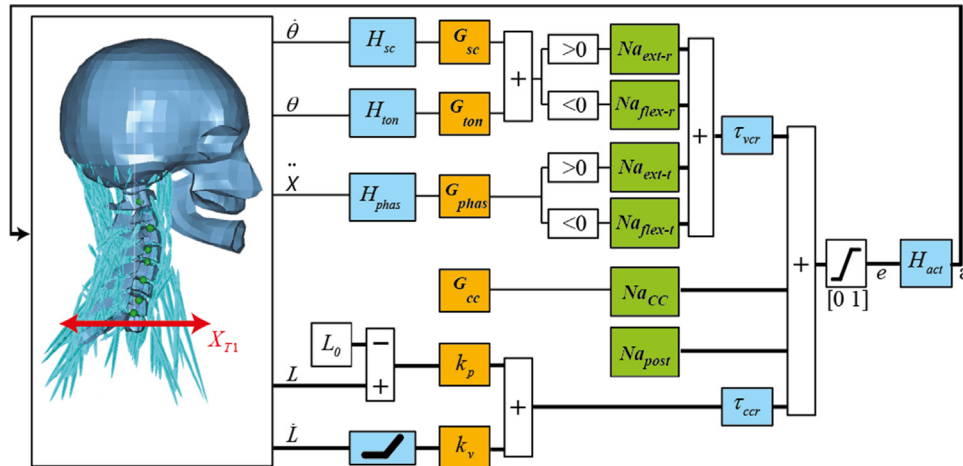 θ̇ H_sc G_sc >0 Na_ext-r
+
<0 Na_flex-r
θ H_ton G_ton
+ τ_vcr
Ẍ H_phas G_phas >0 Na_ext-t
<0 Na_flex-t
+ e H_act a
[0 1]
G_cc Na_CC
X_T1
L_0 − Na_post
L + k_p
+ τ_ccr
L̇ k_v